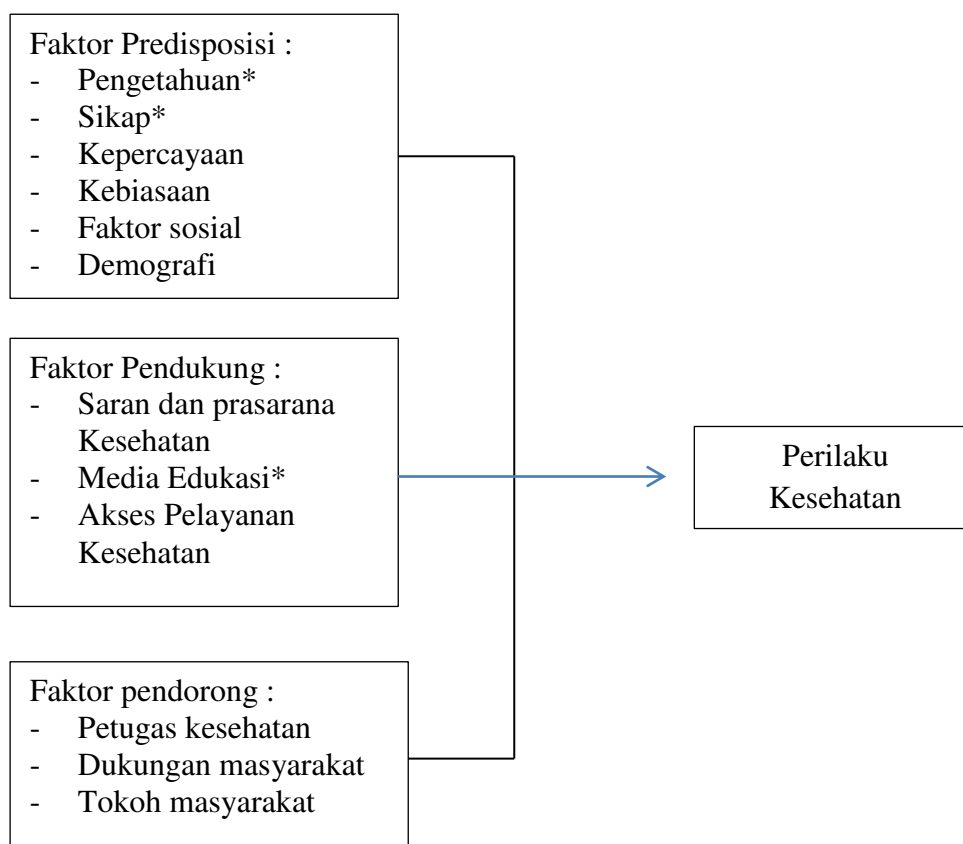 Faktor Predisposisi :
- Pengetahuan*
- Sikap*
- Kepercayaan
- Kebiasaan
- Faktor sosial
- Demografi
Faktor Pendukung :
- Saran dan prasarana
Kesehatan
- Media Edukasi*
- Akses Pelayanan
Kesehatan
Perilaku
Kesehatan
Faktor pendorong :
- Petugas kesehatan
- Dukungan masyarakat
- Tokoh masyarakat